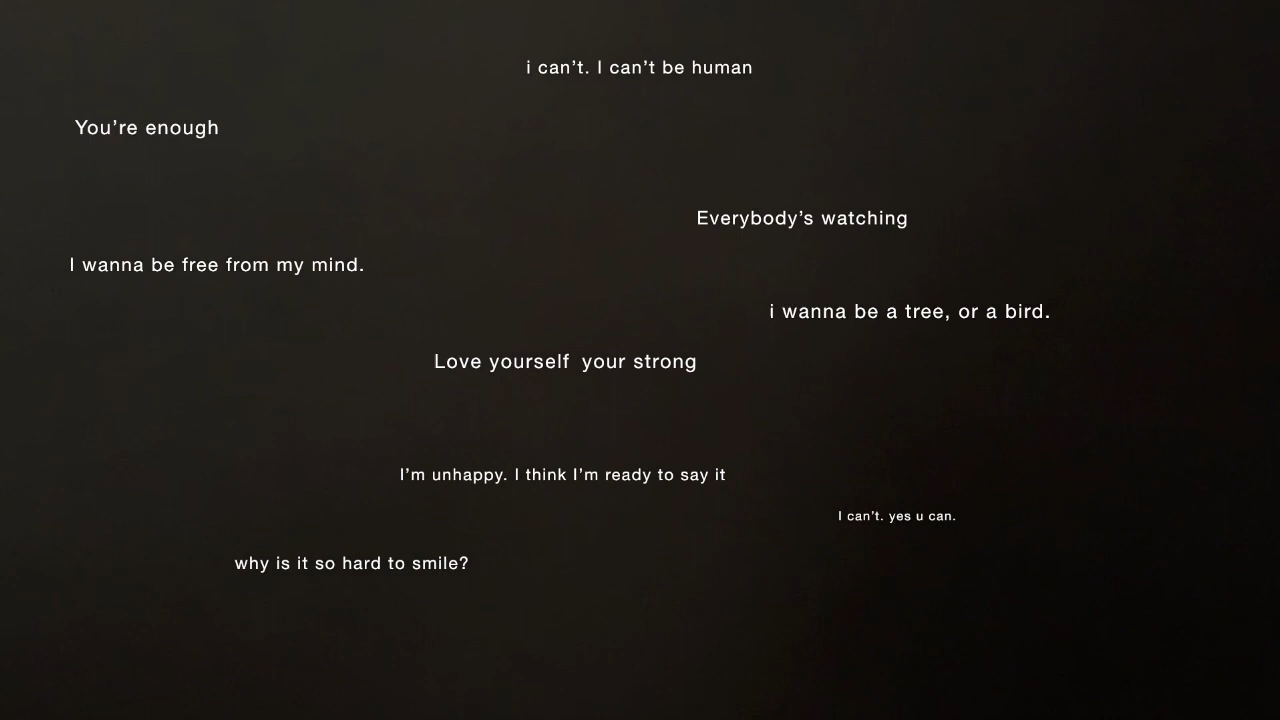 i can’t. I can’t be human
You’re enough
Everybody’s watching
I wanna be free from my mind.
i wanna be a tree, or a bird.
Love yourself  your strong
I’m unhappy. I think I’m ready to say it
I can’t. yes u can.
why is it so hard to smile?